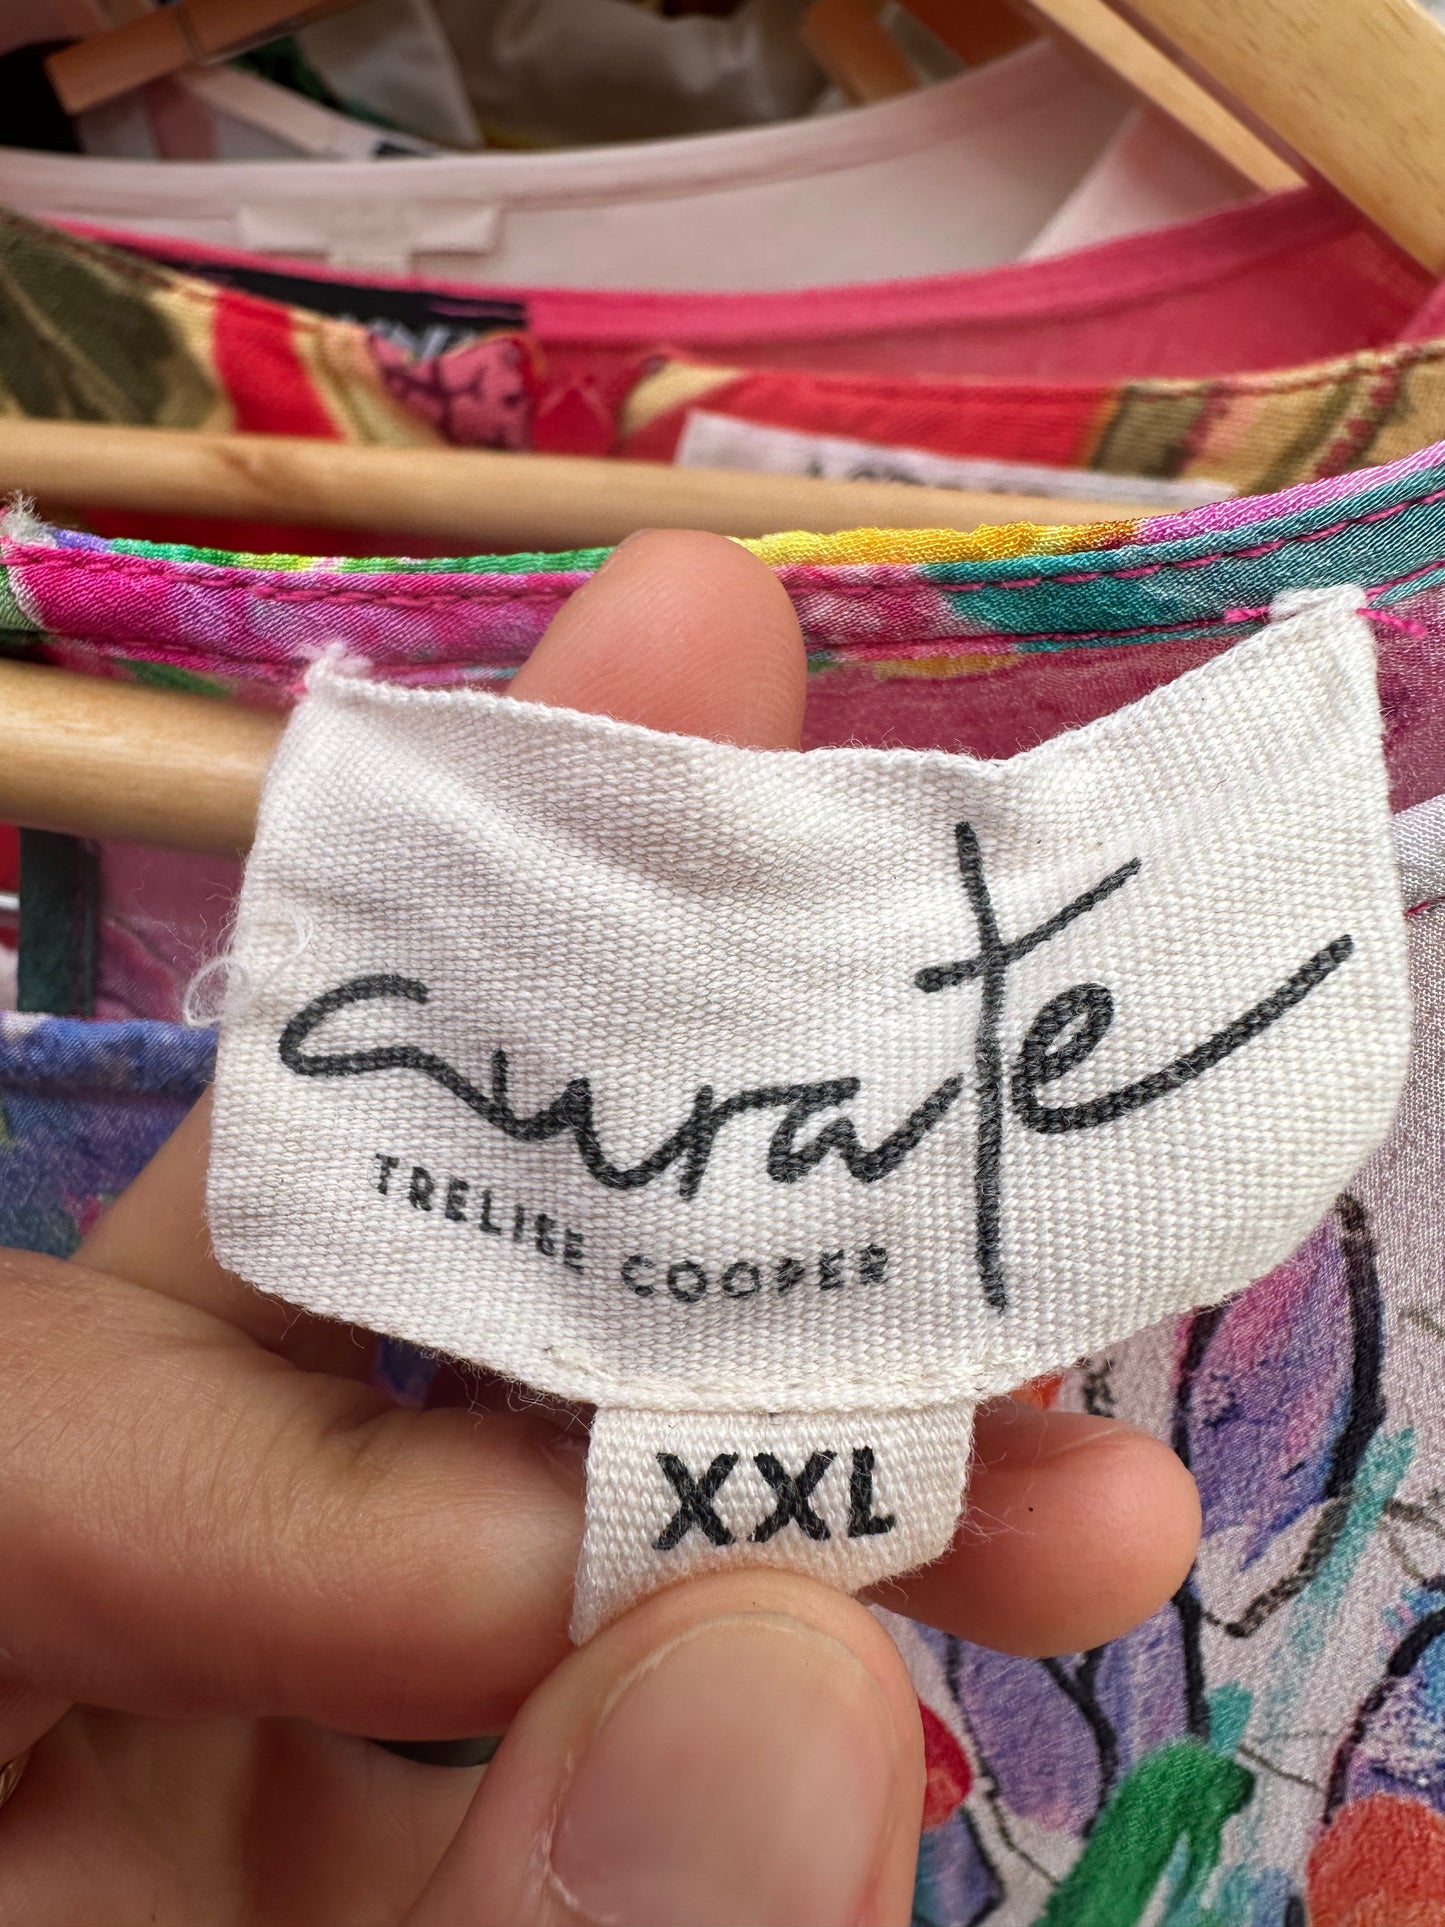 curate
TRELISE COOPER
XXL